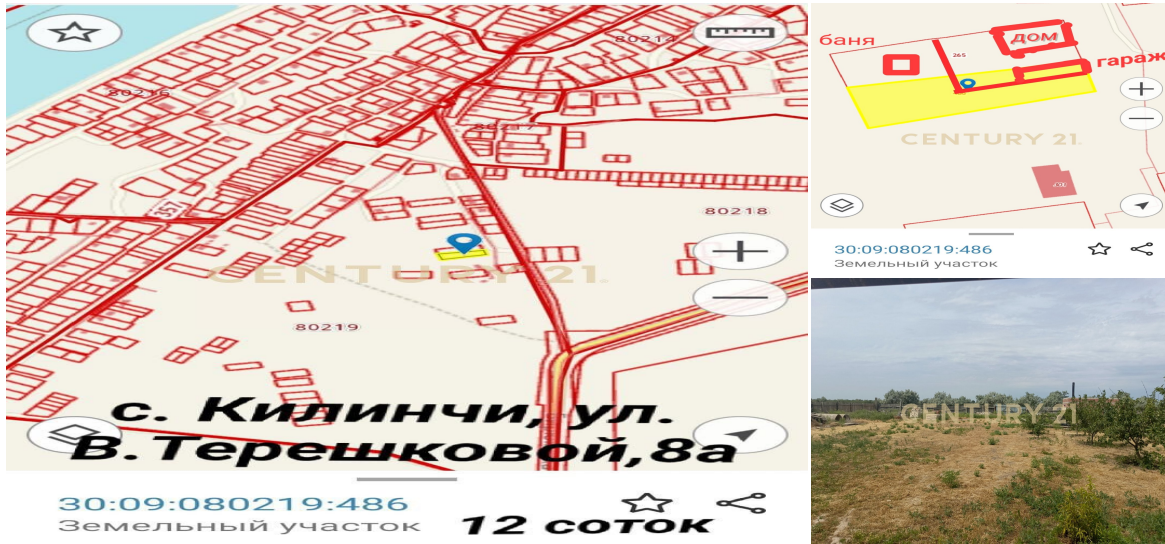 80214
80216
80217
357
80218
CENTURY 21.
80219
с. Килинчи, ул.
В.Терешковой,8а
30:09:080219:486
Земельный участок
12 соток
баня
дом
265
гараж
CENTURY 21.
30:09:080219:486
Земельный участок
CENTURY 21